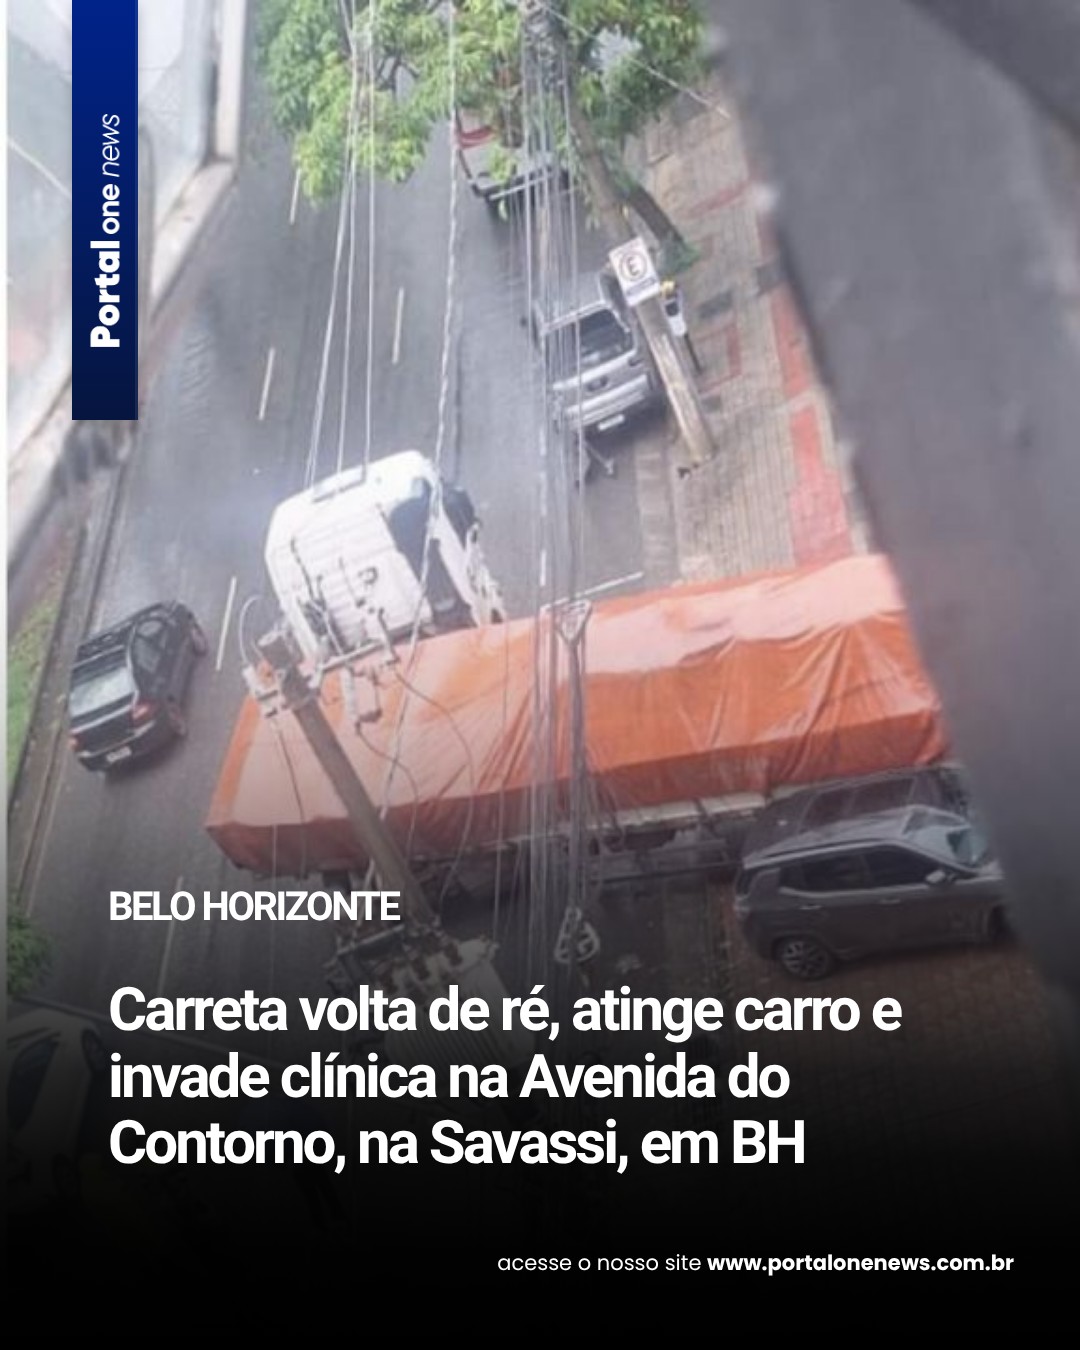 Portal one news
E
BELO HORIZONTE
Carreta volta de ré, atinge carro e
invade clínica na Avenida do
Contorno, na Savassi, em BH
acesse o nosso site www.portalonenews.com.br